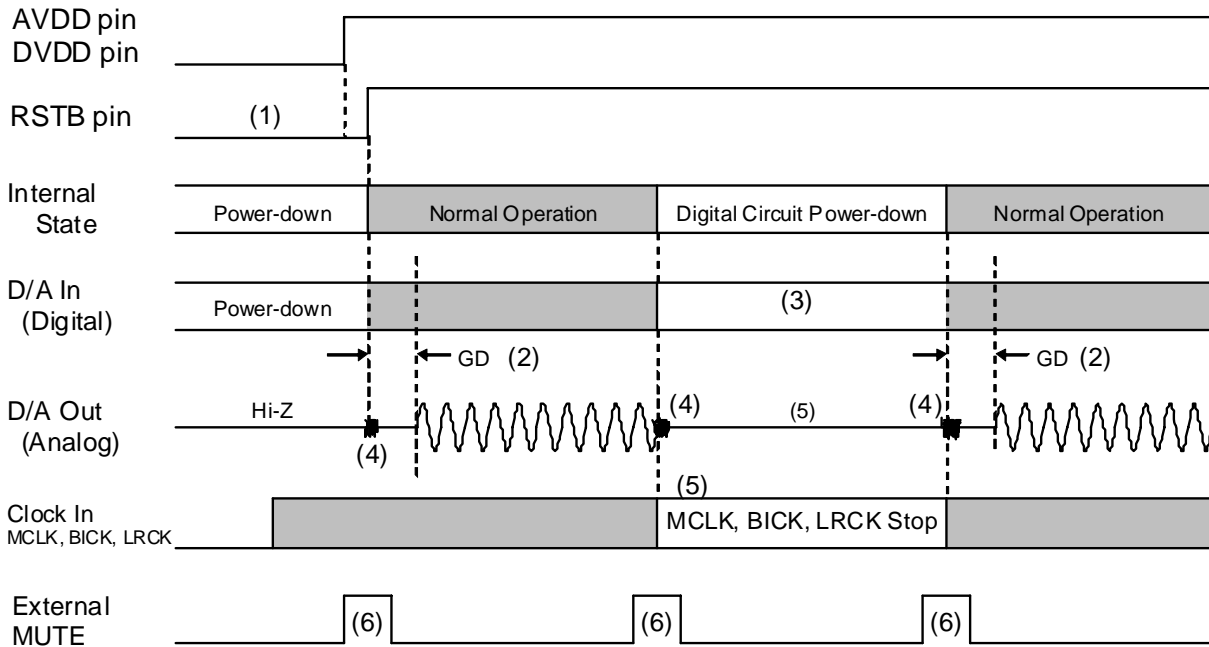 AVDD pin
DVDD pin
RSTB pin
(1)
Internal
State
Power-down
Normal Operation
Digital Circuit Power-down
Normal Operation
D/A In
(Digital)
Power-down
(3)
GD (2)
GD (2)
D/A Out
(Analog)
Hi-Z
(4)
(4)
(5)
(4)
Clock In
MCLK, BICK, LRCK
(5)
MCLK, BICK, LRCK Stop
External
MUTE
(6)
(6)
(6)